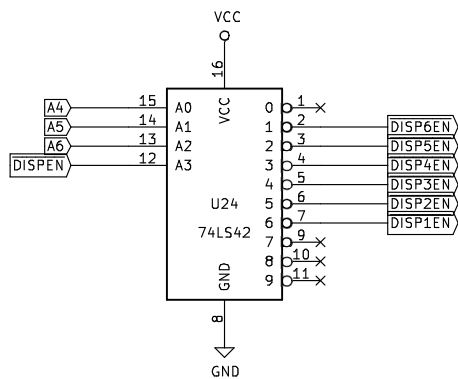 VCC
16
A4 15 A0 VCC 0 1
A5 14 A1 1 2 DISP6EN
A6 13 A2 2 3 DISP5EN
DISPEN 12 A3 3 4 DISP4EN
4 5 DISP3EN
U24 5 6 DISP2EN
74LS42 6 7 DISP1EN
7 9
8 10
GND 9 11
8
GND